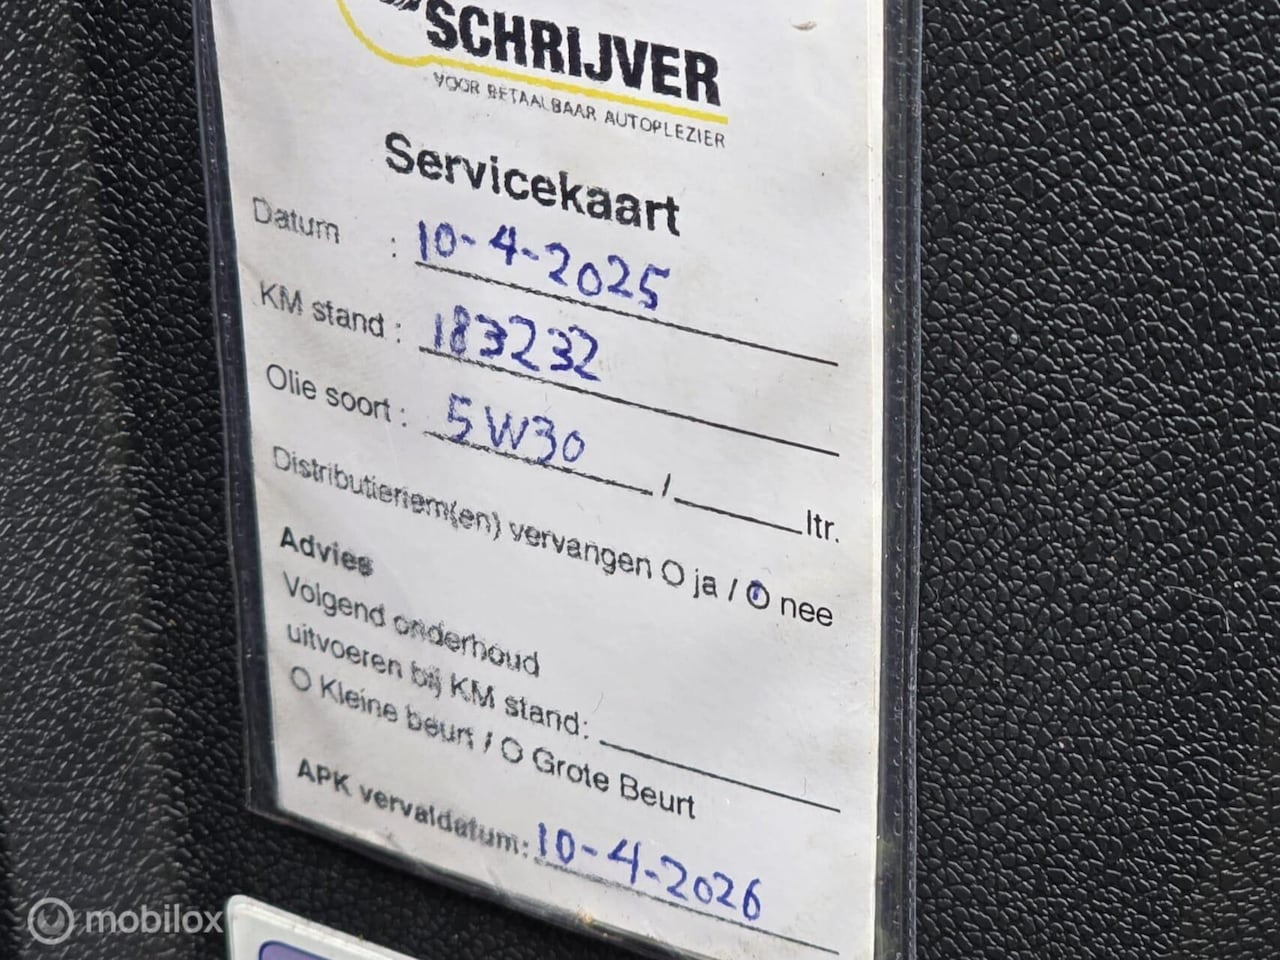 SCHRIJVER
VOOR BETAALBAAR AUTOPLEZIER
Servicekaart
Datum : 10-4-2025
KM stand : 183232
Olie soort : 5W30 / ltr.
Distributieriem(en) vervangen O ja / O nee
Advies
Volgend onderhoud
uitvoeren bij KM stand:
O Kleine beurt / O Grote Beurt
APK vervaldatum: 10-4-2026
mobilox